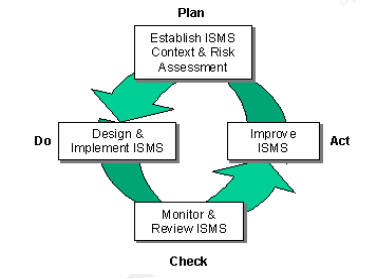 Plan
Establish ISMS
Context & Risk
Assessment
Do
Design &
Implement ISMS
Improve
ISMS
Act
Monitor &
Review ISMS
Check